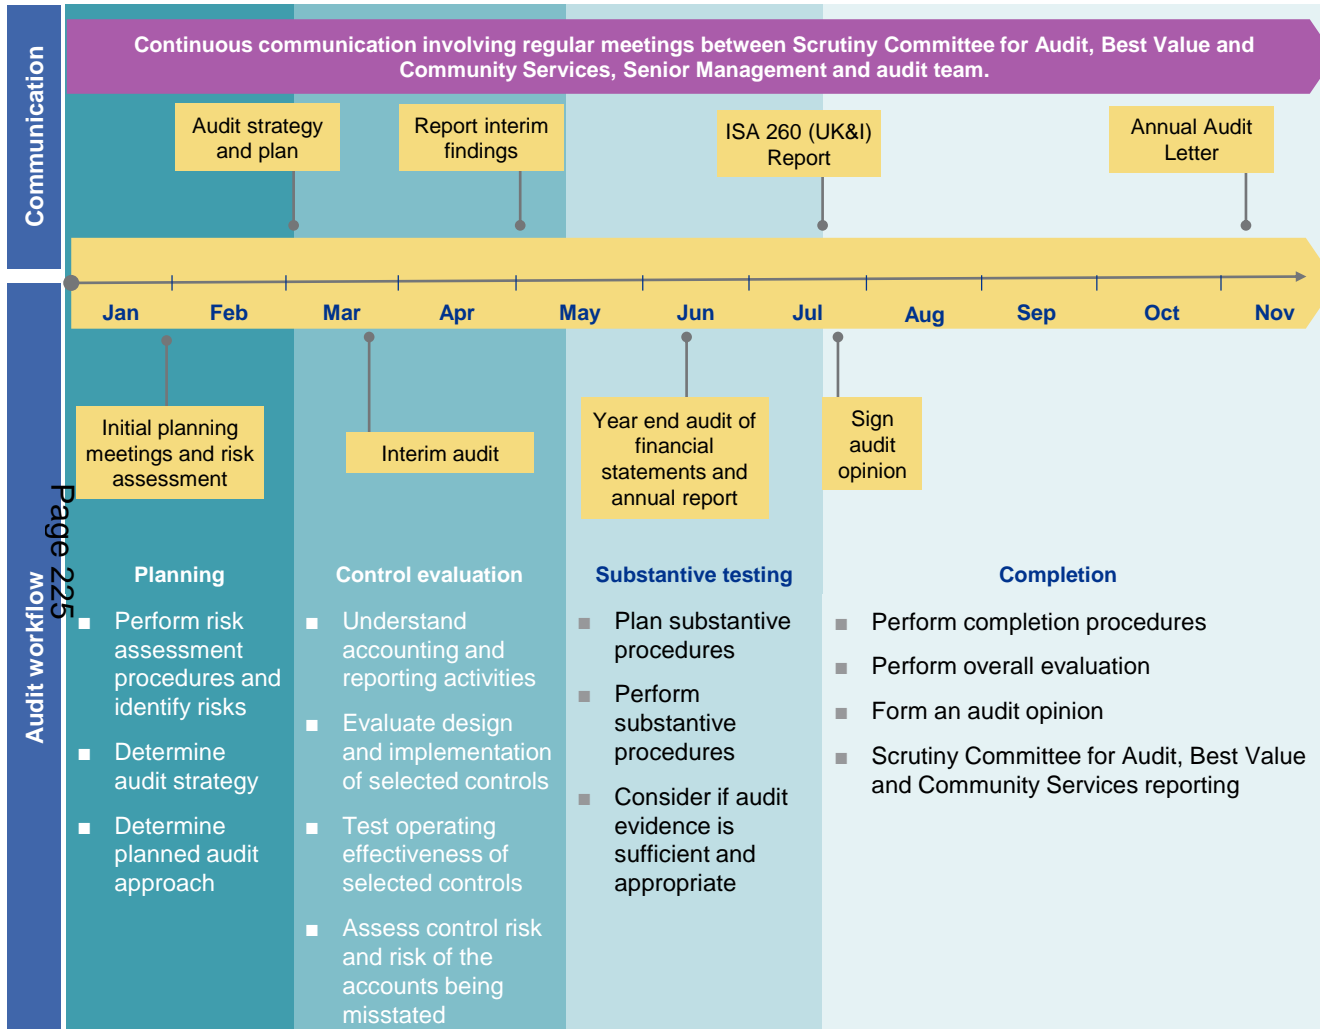 Communication
Continuous communication involving regular meetings between Scrutiny Committee for Audit, Best Value and
Community Services, Senior Management and audit team.
Audit strategy
and plan
Report interim
findings
ISA 260 (UK&I)
Report
Annual Audit
Letter
Jan Feb Mar Apr May Jun Jul Aug Sep Oct Nov
Audit workflow
Page 225
Initial planning
meetings and risk
assessment
Interim audit
Year end audit of
financial
statements and
annual report
Sign
audit
opinion
Planning
■ Perform risk
assessment
procedures and
identify risks
■ Determine
audit strategy
■ Determine
planned audit
approach
Control evaluation
■ Understand
accounting and
reporting activities
■ Evaluate design
and implementation
of selected controls
■ Test operating
effectiveness of
selected controls
■ Assess control risk
and risk of the
accounts being
misstated
Substantive testing
■ Plan substantive
procedures
■ Perform
substantive
procedures
■ Consider if audit
evidence is
sufficient and
appropriate
Completion
■ Perform completion procedures
■ Perform overall evaluation
■ Form an audit opinion
■ Scrutiny Committee for Audit, Best Value
and Community Services reporting